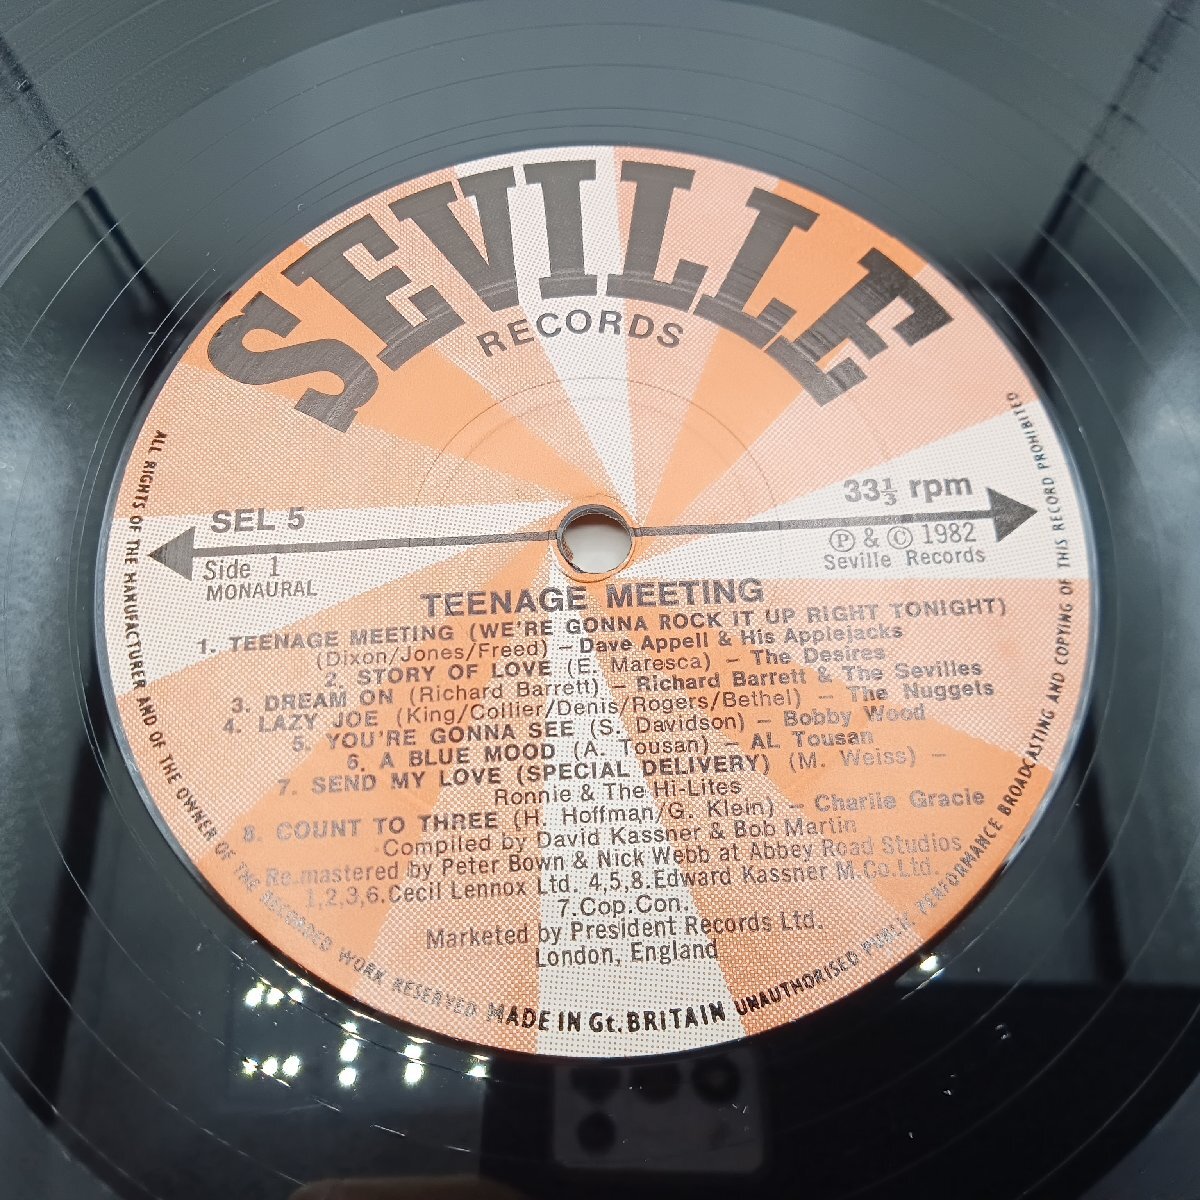 SEVILLE
RECORDS
SEL 5
33⅓ rpm
Side 1
MONAURAL
Ⓟ & Ⓒ 1982
Seville Records
TEENAGE MEETING
1. TEENAGE MEETING (WE'RE GONNA ROCK IT UP RIGHT TONIGHT)
(Dixon/Jones/Freed) – Dave Appell & His Applejacks
2. STORY OF LOVE (E. Maresca) – The Desires
3. DREAM ON (Richard Barrett) – Richard Barrett & The Sevilles
4. LAZY JOE (King/Collier/Denis/Rogers/Bethel) – The Nuggets
5. YOU'RE GONNA SEE (S. Davidson) – Bobby Wood
6. A BLUE MOOD (A. Tousan) – AL Tousan
7. SEND MY LOVE (SPECIAL DELIVERY) (M. Weiss) –
Ronnie & The Hi-Lites
8. COUNT TO THREE (H. Hoffman/G. Klein) – Charlie Gracie
Compiled by David Kassner & Bob Martin
Re.mastered by Peter Bown & Nick Webb at Abbey Road Studios
1,2,3,6.Cecil Lennox Ltd. 4,5,8.Edward Kassner M.Co.Ltd.
7.Cop.Con.
Marketed by President Records Ltd.
London, England
ALL RIGHTS OF THE MANUFACTURER AND OF THE OWNER OF THE RECORDED WORK RESERVED MADE IN Gt. BRITAIN UNAUTHORISED PUBLIC PERFORMANCE BROADCASTING AND COPYING OF THIS RECORD PROHIBITED